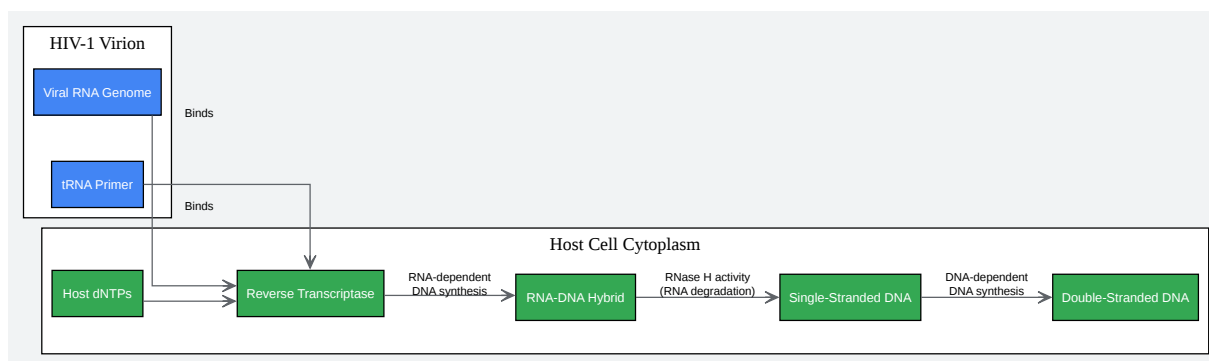 HIV-1 Virion
Viral RNA Genome
Binds
tRNA Primer
Binds
Host Cell Cytoplasm
Host dNTPs
Reverse Transcriptase
RNA-dependent
DNA synthesis
RNA-DNA Hybrid
RNase H activity
(RNA degradation)
Single-Stranded DNA
DNA-dependent
DNA synthesis
Double-Stranded DNA